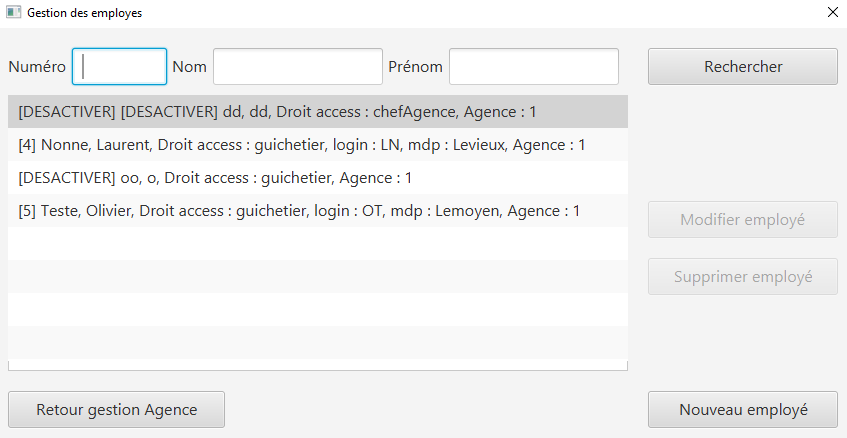 Gestion des employes
Numéro Nom Prénom Rechercher
[DESACTIVER] [DESACTIVER] dd, dd, Droit access : chefAgence, Agence : 1
[4] Nonne, Laurent, Droit access : guichetier, login : LN, mdp : Levieux, Agence : 1
[DESACTIVER] oo, o, Droit access : guichetier, Agence : 1
[5] Teste, Olivier, Droit access : guichetier, login : OT, mdp : Lemoyen, Agence : 1
Modifier employé
Supprimer employé
Retour gestion Agence Nouveau employé